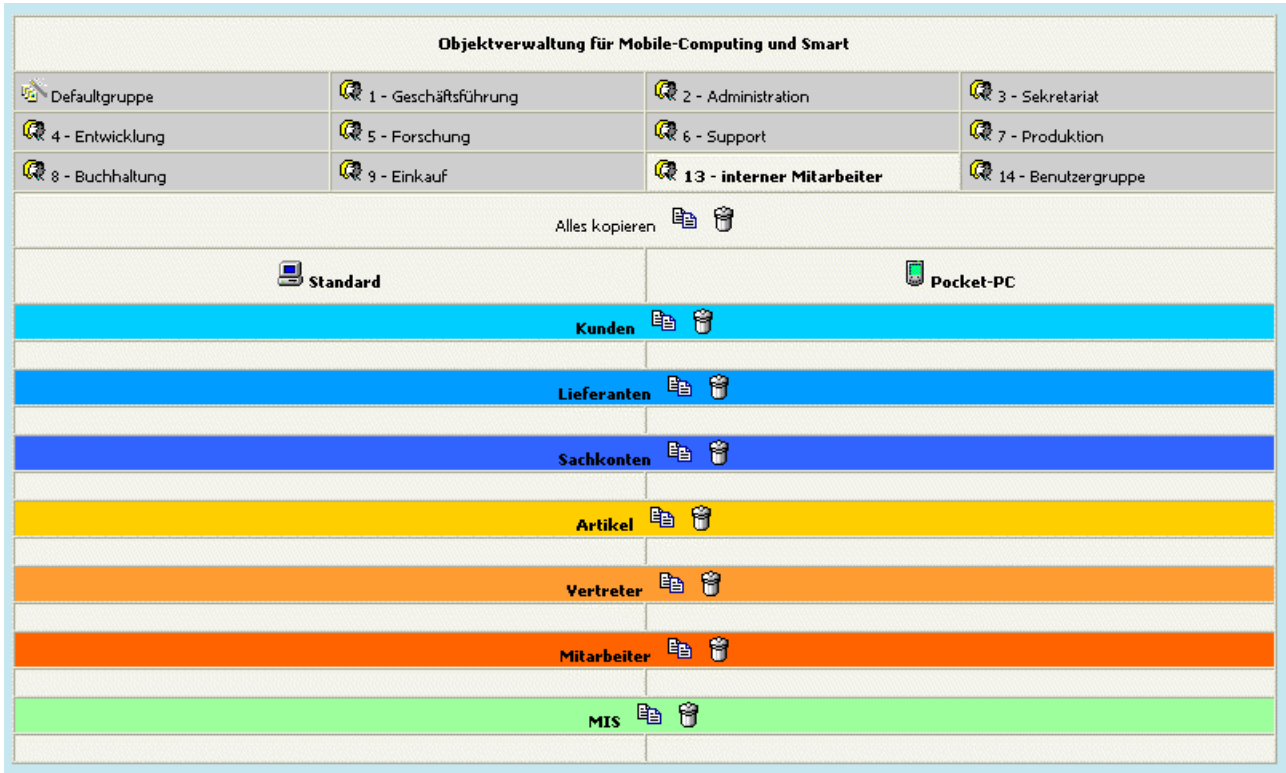 Objektverwaltung für Mobile-Computing und Smart
Defaultgruppe 1 - Geschäftsführung 2 - Administration 3 - Sekretariat
4 - Entwicklung 5 - Forschung 6 - Support 7 - Produktion
8 - Buchhaltung 9 - Einkauf 13 - interner Mitarbeiter 14 - Benutzergruppe
Alles kopieren
Standard Pocket-PC
Kunden
Lieferanten
Sachkonten
Artikel
Vertreter
Mitarbeiter
MIS